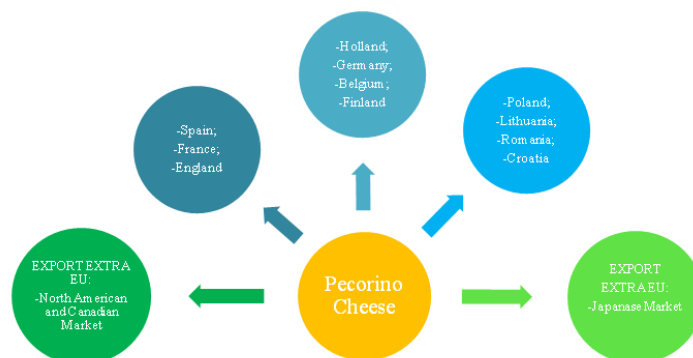 -Holland;
-Germany;
-Belgium;
-Finland
-Spain;
-France;
-England
-Poland;
-Lithuania;
-Romania;
-Croatia
EXPORT EXTRA
EU:
-North American
and Canadian
Market
Pecorino
Cheese
EXPORT
EXTRA EU:
-Japanase Market